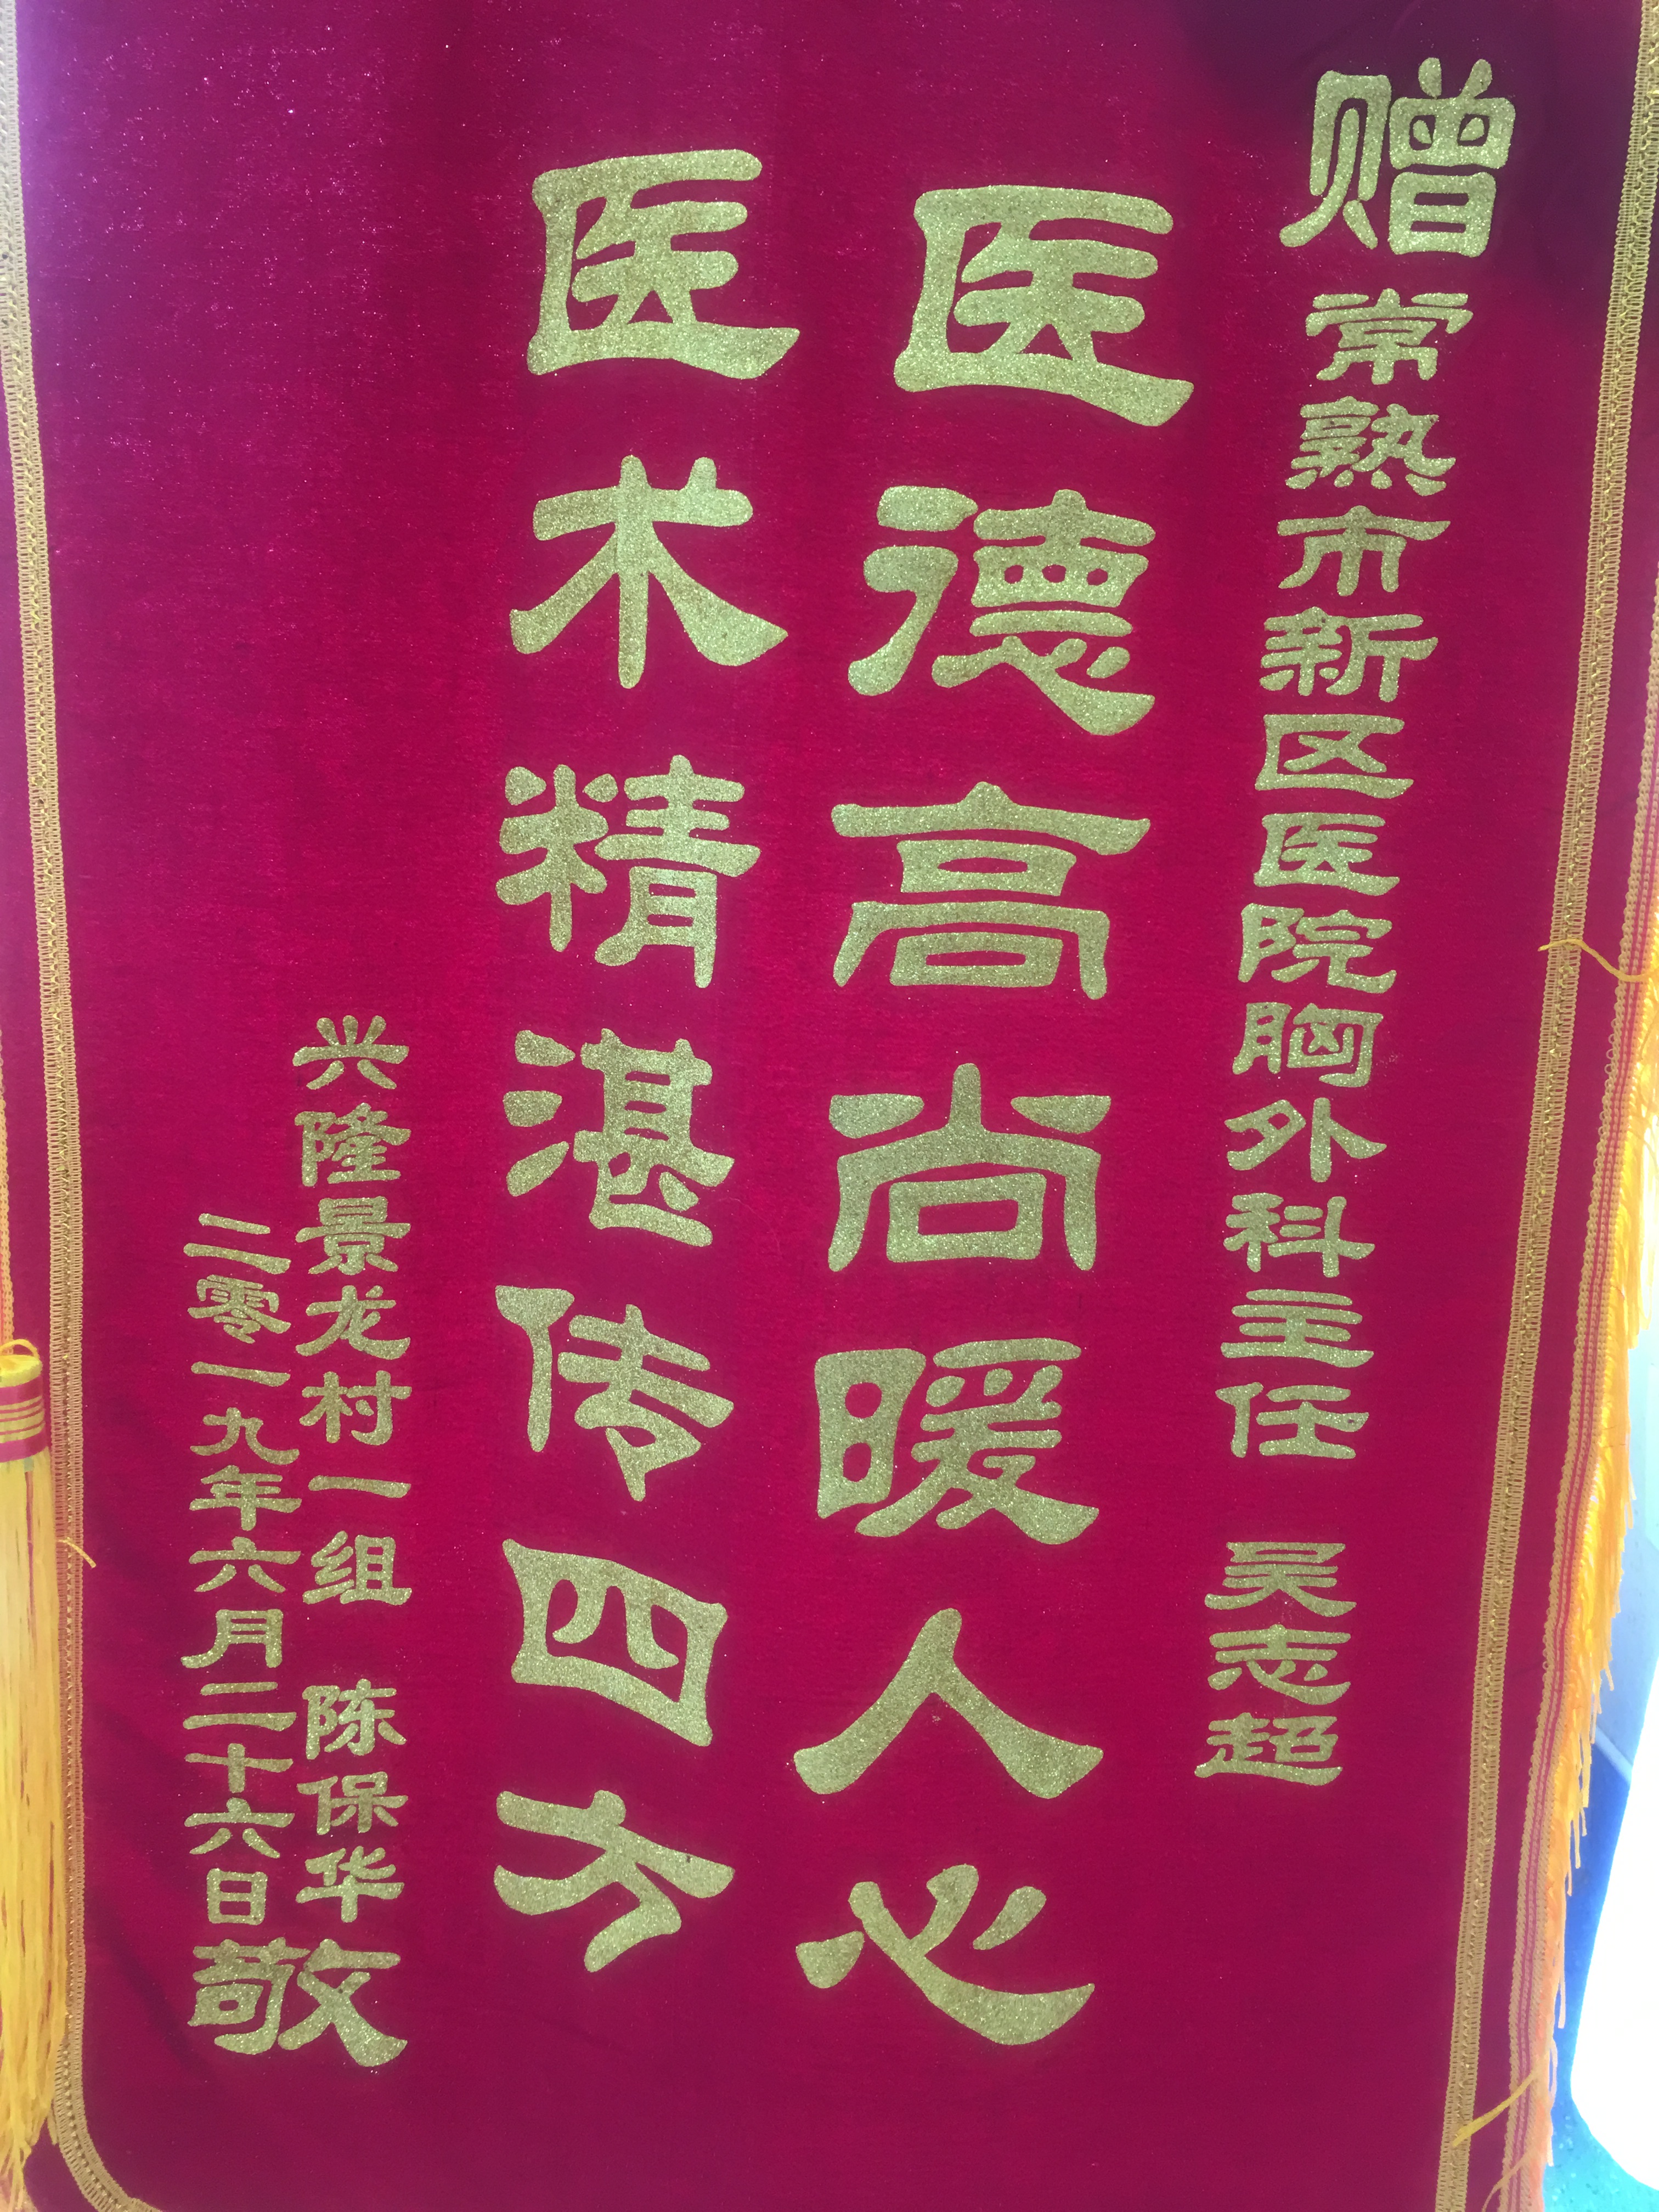 赠 常熟市新区医院胸外科主任 吴志超
医德高尚暖人心
医术精湛传四方
兴隆景龙村一组 陈保华
二零一九年六月二十六日
敬